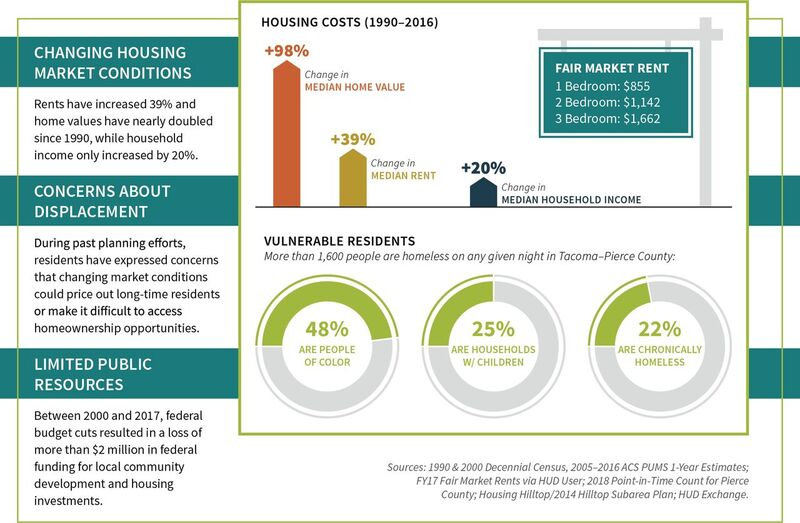 CHANGING HOUSING
MARKET CONDITIONS
Rents have increased 39% and
home values have nearly doubled
since 1990, while household
income only increased by 20%.
CONCERNS ABOUT
DISPLACEMENT
During past planning efforts,
residents have expressed concerns
that changing market conditions
could price out long-time residents
or make it difficult to access
homeownership opportunities.
LIMITED PUBLIC
RESOURCES
Between 2000 and 2017, federal
budget cuts resulted in a loss of
more than $2 million in federal
funding for local community
development and housing
investments.
HOUSING COSTS (1990–2016)
+98%
Change in
MEDIAN HOME VALUE
+39%
Change in
MEDIAN RENT
+20%
Change in
MEDIAN HOUSEHOLD INCOME
FAIR MARKET RENT
1 Bedroom: $855
2 Bedroom: $1,142
3 Bedroom: $1,662
VULNERABLE RESIDENTS
More than 1,600 people are homeless on any given night in Tacoma–Pierce County:
48%
ARE PEOPLE
OF COLOR
25%
ARE HOUSEHOLDS
W/ CHILDREN
22%
ARE CHRONICALLY
HOMELESS
Sources: 1990 & 2000 Decennial Census, 2005–2016 ACS PUMS 1-Year Estimates;
FY17 Fair Market Rents via HUD User; 2018 Point-in-Time Count for Pierce
County; Housing Hilltop/2014 Hilltop Subarea Plan; HUD Exchange.